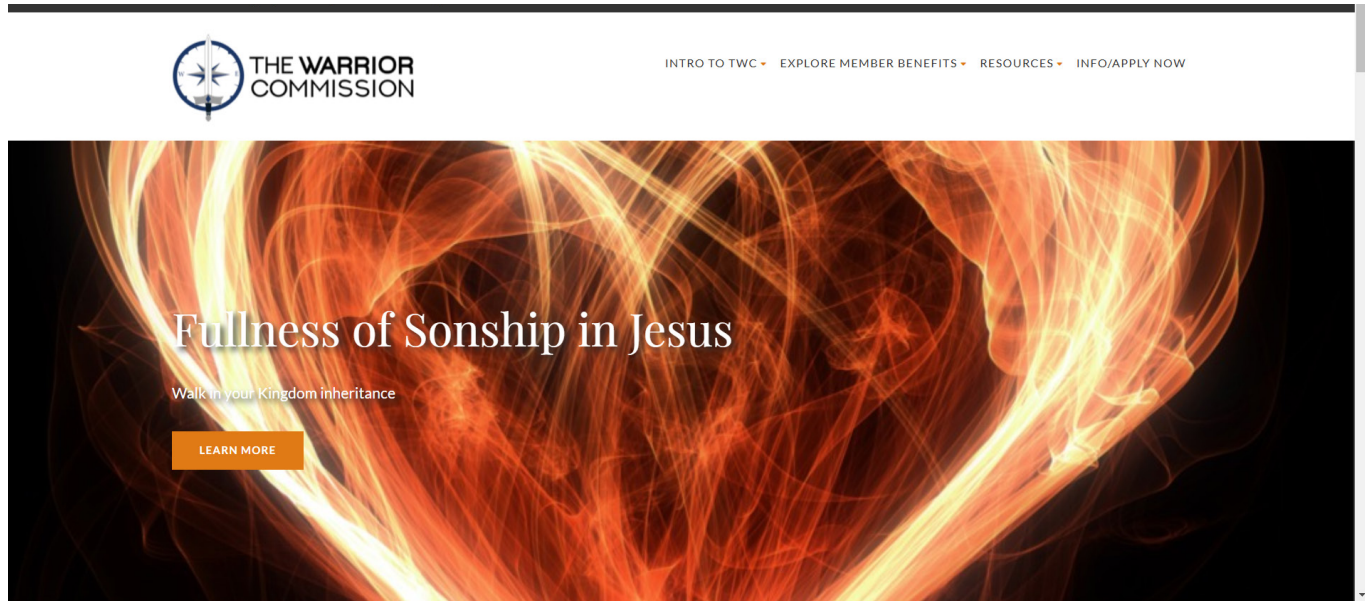 THE WARRIOR
COMMISSION
W E
INTRO TO TWC EXPLORE MEMBER BENEFITS RESOURCES INFO/APPLY NOW
Fullness of Sonship in Jesus
Walk in your Kingdom inheritance
LEARN MORE